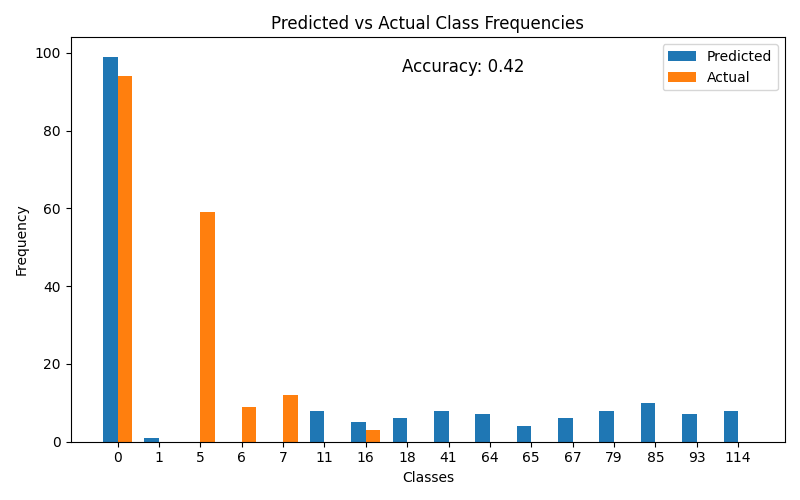 Predicted vs Actual Class Frequencies
Accuracy: 0.42
Predicted
Actual
Frequency
100
80
60
40
20
0
0 1 5 6 7 11 16 18 41 64 65 67 79 85 93 114
Classes